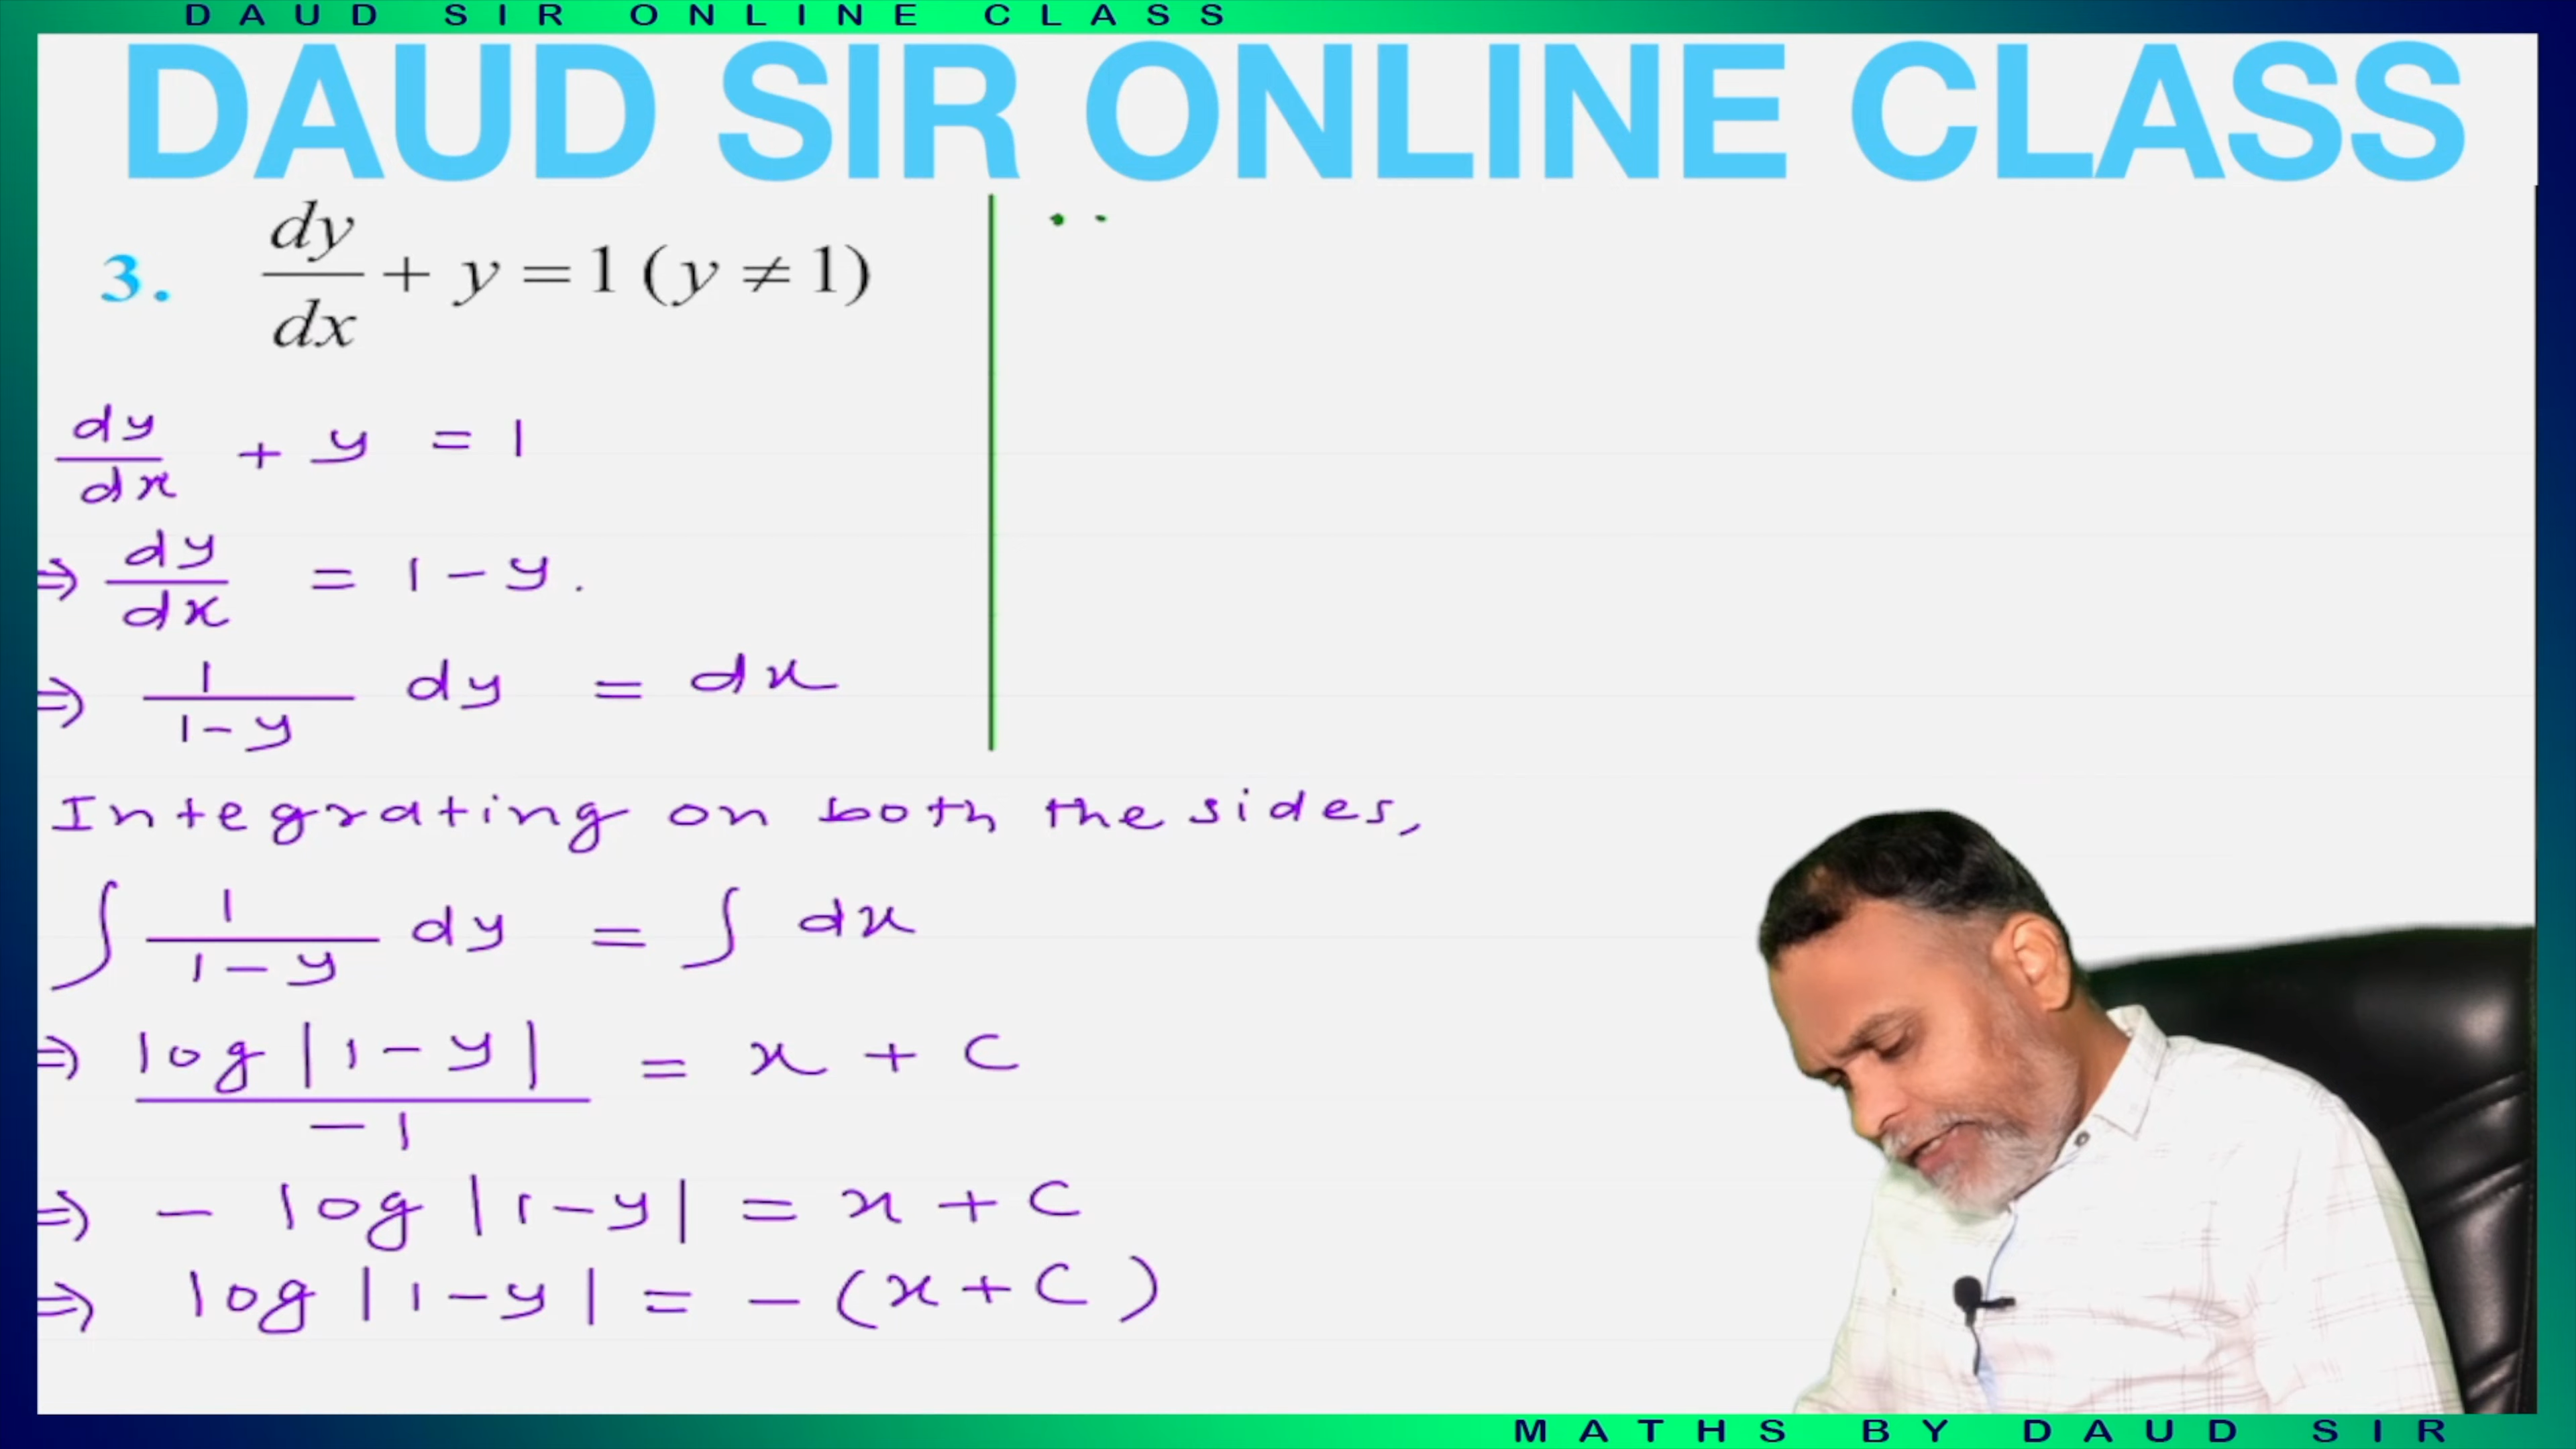 DAUD SIR ONLINE CLASS
DAUD SIR ONLINE CLASS
3. dy/dx + y = 1 (y ≠ 1)
dy/dx + y = 1
⇒ dy/dx = 1 - y.
⇒ 1/(1-y) dy = dx
Integrating on both the sides,
∫ 1/(1-y) dy = ∫ dx
⇒ log|1-y|/-1 = x + C
⇒ - log|1-y| = x + C
⇒ log|1-y| = - (x + C)
MATHS BY DAUD SIR